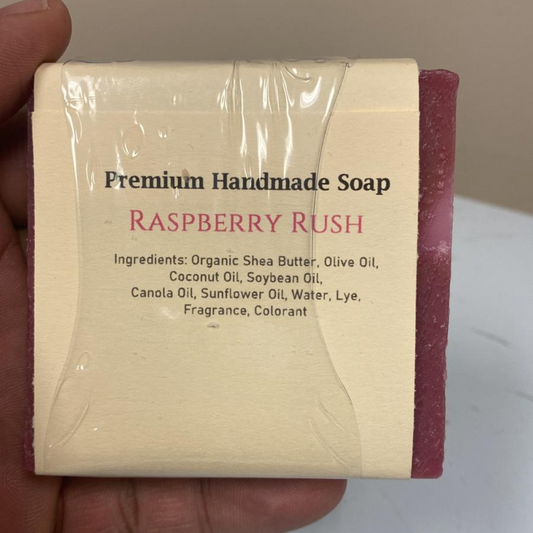 Premium Handmade Soap
RASPBERRY RUSH
Ingredients: Organic Shea Butter, Olive Oil,
Coconut Oil, Soybean Oil,
Canola Oil, Sunflower Oil, Water, Lye,
Fragrance, Colorant